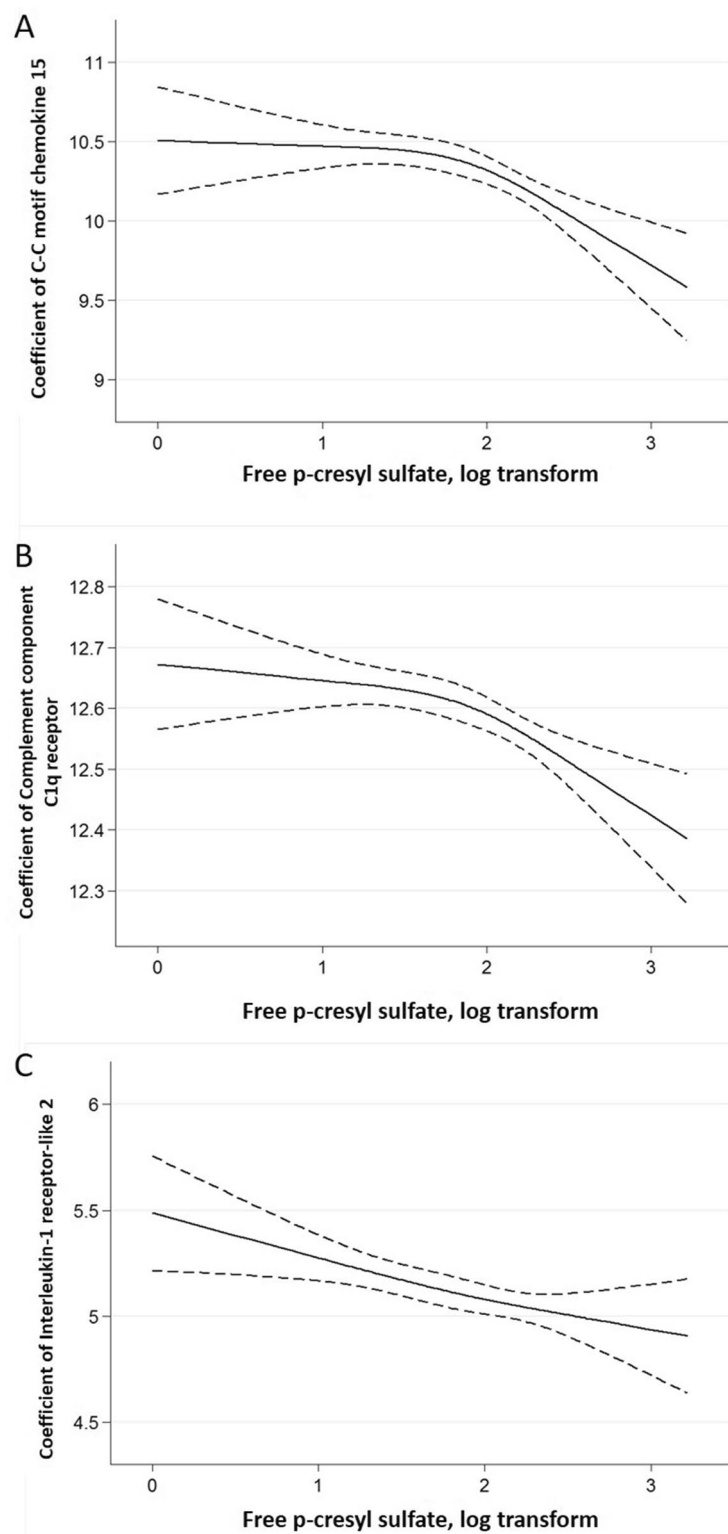 A
Coefficient of C-C motif chemokine 15
11
10.5
10
9.5
9
0 1 2 3
Free p-cresyl sulfate, log transform
B
Coefficient of Complement component
C1q receptor
12.8
12.7
12.6
12.5
12.4
12.3
0 1 2 3
Free p-cresyl sulfate, log transform
C
Coefficient of Interleukin-1 receptor-like 2
6
5.5
5
4.5
0 1 2 3
Free p-cresyl sulfate, log transform